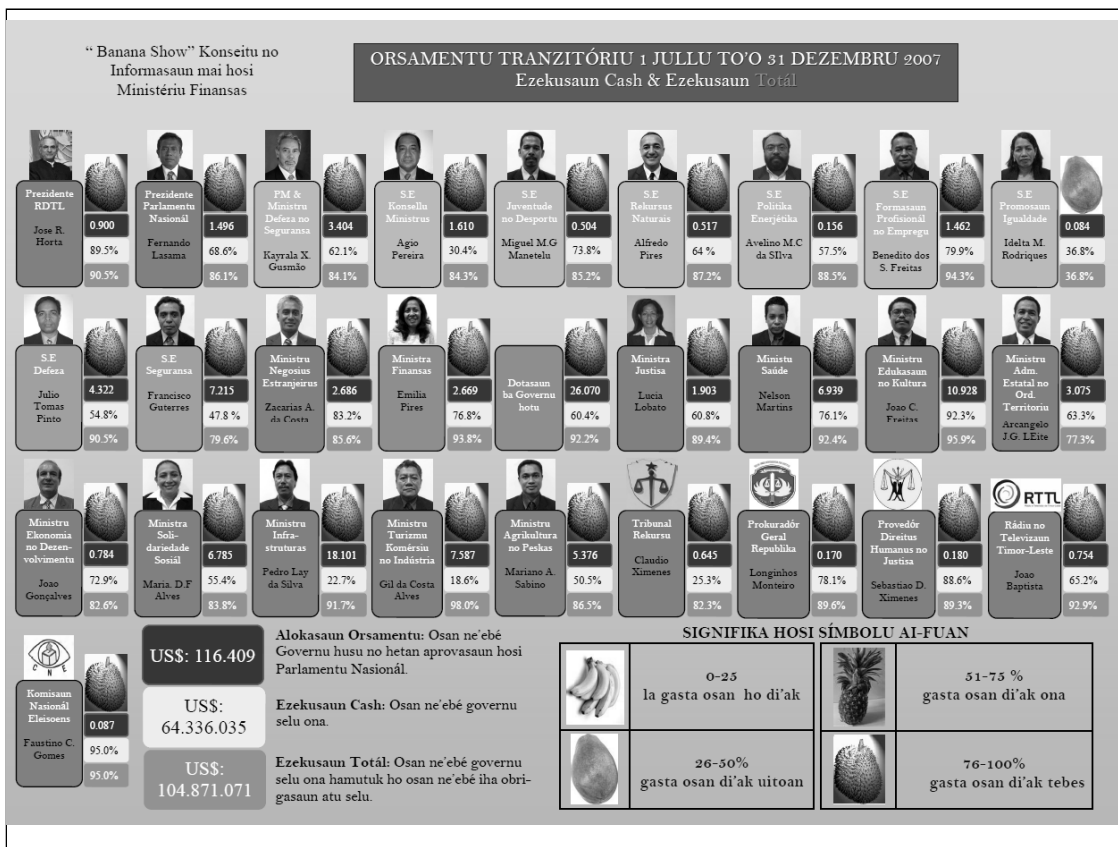 “ Banana Show” Konseitu no
Informasaun mai hosi
Ministériu Finansas
ORSAMENTU TRANZITÓRIU 1 JULLU TO'O 31 DEZEMBRU 2007
Ezekusaun Cash & Ezekusaun Totál
Prezidente
RDTL
Jose R.
Horta
0.900
89.5%
90.5%
Prezidente
Parlamentu
Nasionál
Fernando
Lasama
1.496
68.6%
86.1%
PM &
Ministru
Defeza no
Seguransa
Kayrala X.
Gusmão
3.404
62.1%
84.1%
S.E
Konsellu
Ministrus
Agio
Pereira
1.610
30.4%
84.3%
S.E
Juventude
no Desportu
Miguel M.G
Manetelu
0.504
73.8%
85.2%
S.E
Rekursus
Naturais
Alfredo
Pires
0.517
64 %
87.2%
S.E
Politika
Enerjétika
Avelino M.C
da SIlva
0.156
57.5%
88.5%
S.E
Formasaun
Profisionál
no Empregu
Benedito dos
S. Freitas
1.462
79.9%
94.3%
S.E
Promosaun
Igualdade
Idelta M.
Rodriques
0.084
36.8%
36.8%
S.E
Defeza
Julio
Tomas
Pinto
4.322
54.8%
90.5%
S.E
Seguransa
Francisco
Guterres
7.215
47.8 %
79.6%
Ministru
Negosius
Estranjeirus
Zacarias A.
da Costa
2.686
83.2%
85.6%
Ministra
Finansas
Emilia
Pires
2.669
76.8%
93.8%
Dotasaun
ba Governu
hotu
26.070
60.4%
92.2%
Ministra
Justisa
Lucia
Lobato
1.903
60.8%
89.4%
Ministu
Saúde
Nelson
Martins
6.939
76.1%
92.4%
Ministru
Edukasaun
no Kultura
Joao C.
Freitas
10.928
92.3%
95.9%
Ministru
Adm.
Estatal no
Ord.
Territoriu
Arcangelo
J.G. LEite
3.075
63.3%
77.3%
Ministru
Ekonomia
no Dezen-
volvimentu
Joao
Gonçalves
0.784
72.9%
82.6%
Ministra
Soli-
dariedade
Sosiál
Maria. D.F
Alves
6.785
55.4%
83.8%
Ministru
Infra-
struturas
Pedro Lay
da Silva
18.101
22.7%
91.7%
Ministru
Turizmu
Komérsiu
no Indústria
Gil da Costa
Alves
7.587
18.6%
98.0%
Ministru
Agrikultura
no Peskas
Mariano A.
Sabino
5.376
50.5%
86.5%
Tribunal
Rekursu
Claudio
Ximenes
0.645
25.3%
82.3%
Prokuradór
Geral
Republika
Longinhos
Monteiro
0.170
78.1%
89.6%
Provedór
Direitus
Humanus no
Justisa
Sebastiao D.
Ximenes
0.180
88.6%
89.3%
RTTL
Rádiu no
Televizaun
Timor-Leste
Joao
Baptista
0.754
65.2%
92.9%
C N E
Komisaun
Nasionál
Eleisoens
Faustino C.
Gomes
0.087
95.0%
95.0%
US$: 116.409
Alokasaun Orsamentu: Osan ne'ebé
Governu husu no hetan aprovasaun hosi
Parlamentu Nasionál.
US$:
64.336.035
Ezekusaun Cash: Osan ne'ebé governu
selu ona.
US$:
104.871.071
Ezekusaun Totál: Osan ne'ebé governu
selu ona hamutuk ho osan ne'ebé iha obri-
gasaun atu selu.
SIGNIFIKA HOSI SÍMBOLU AI-FUAN
0-25
la gasta osan ho di'ak
51-75 %
gasta osan di'ak ona
26-50%
gasta osan di'ak uitoan
76-100%
gasta osan di'ak tebes